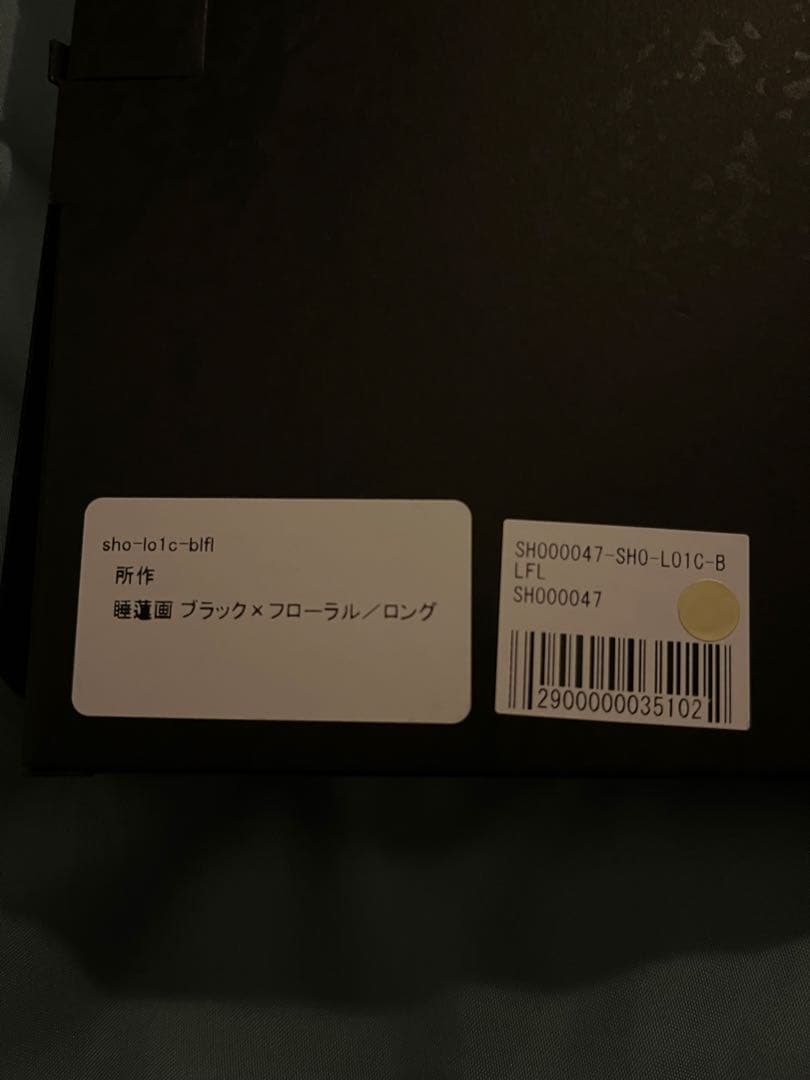 sho-lo1c-blfl
所作
睡蓮画 ブラック×フローラル／ロング
SH000047-SHO-L01C-B
LFL
SH000047
2900000035102